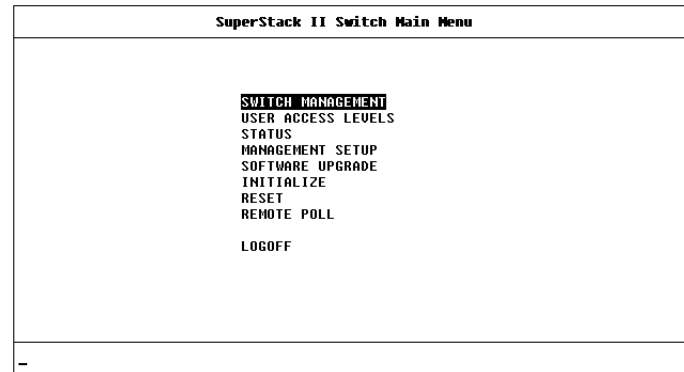 SuperStack II Switch Main Menu
SWITCH MANAGEMENT
USER ACCESS LEVELS
STATUS
MANAGEMENT SETUP
SOFTWARE UPGRADE
INITIALIZE
RESET
REMOTE POLL
LOGOFF